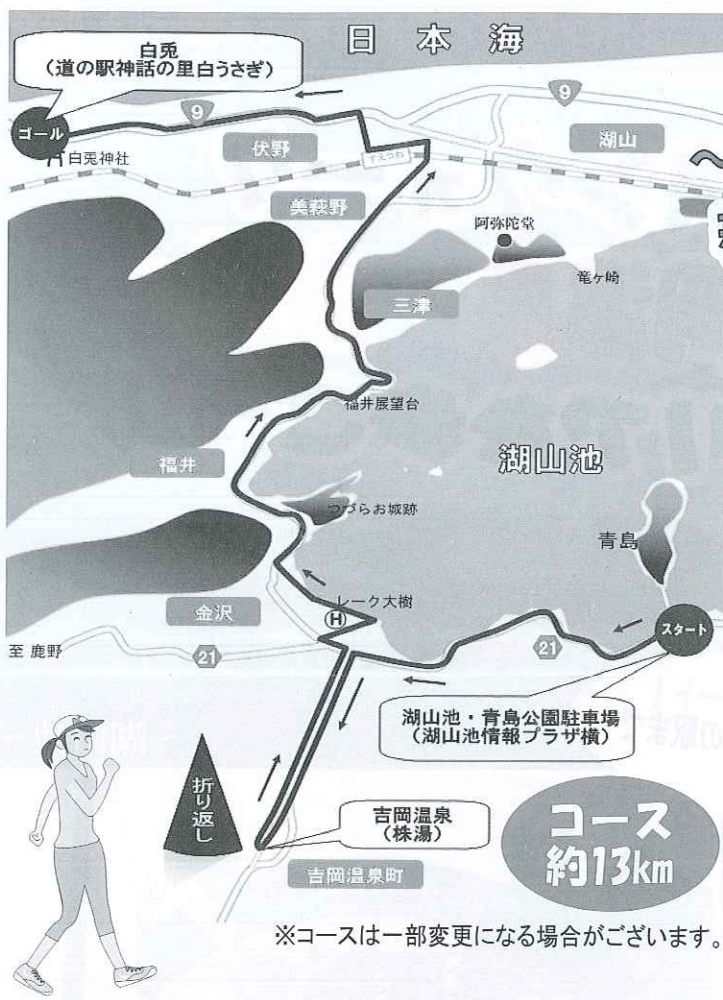 日本海
白兎
(道の駅神話の里白うさぎ)
ゴール
9
9
湖山
伏野
白兎神社
すえつね
美萩野
阿弥陀堂
竜ヶ崎
三津
福井展望台
湖山池
福井
つづらお城跡
青島
レーク大樹
H
金沢
スタート
至 鹿野
21
21
湖山池・青島公園駐車場
(湖山池情報プラザ横)
折り返し
吉岡温泉
(株湯)
コース
約13km
吉岡温泉町
※コースは一部変更になる場合がございます。